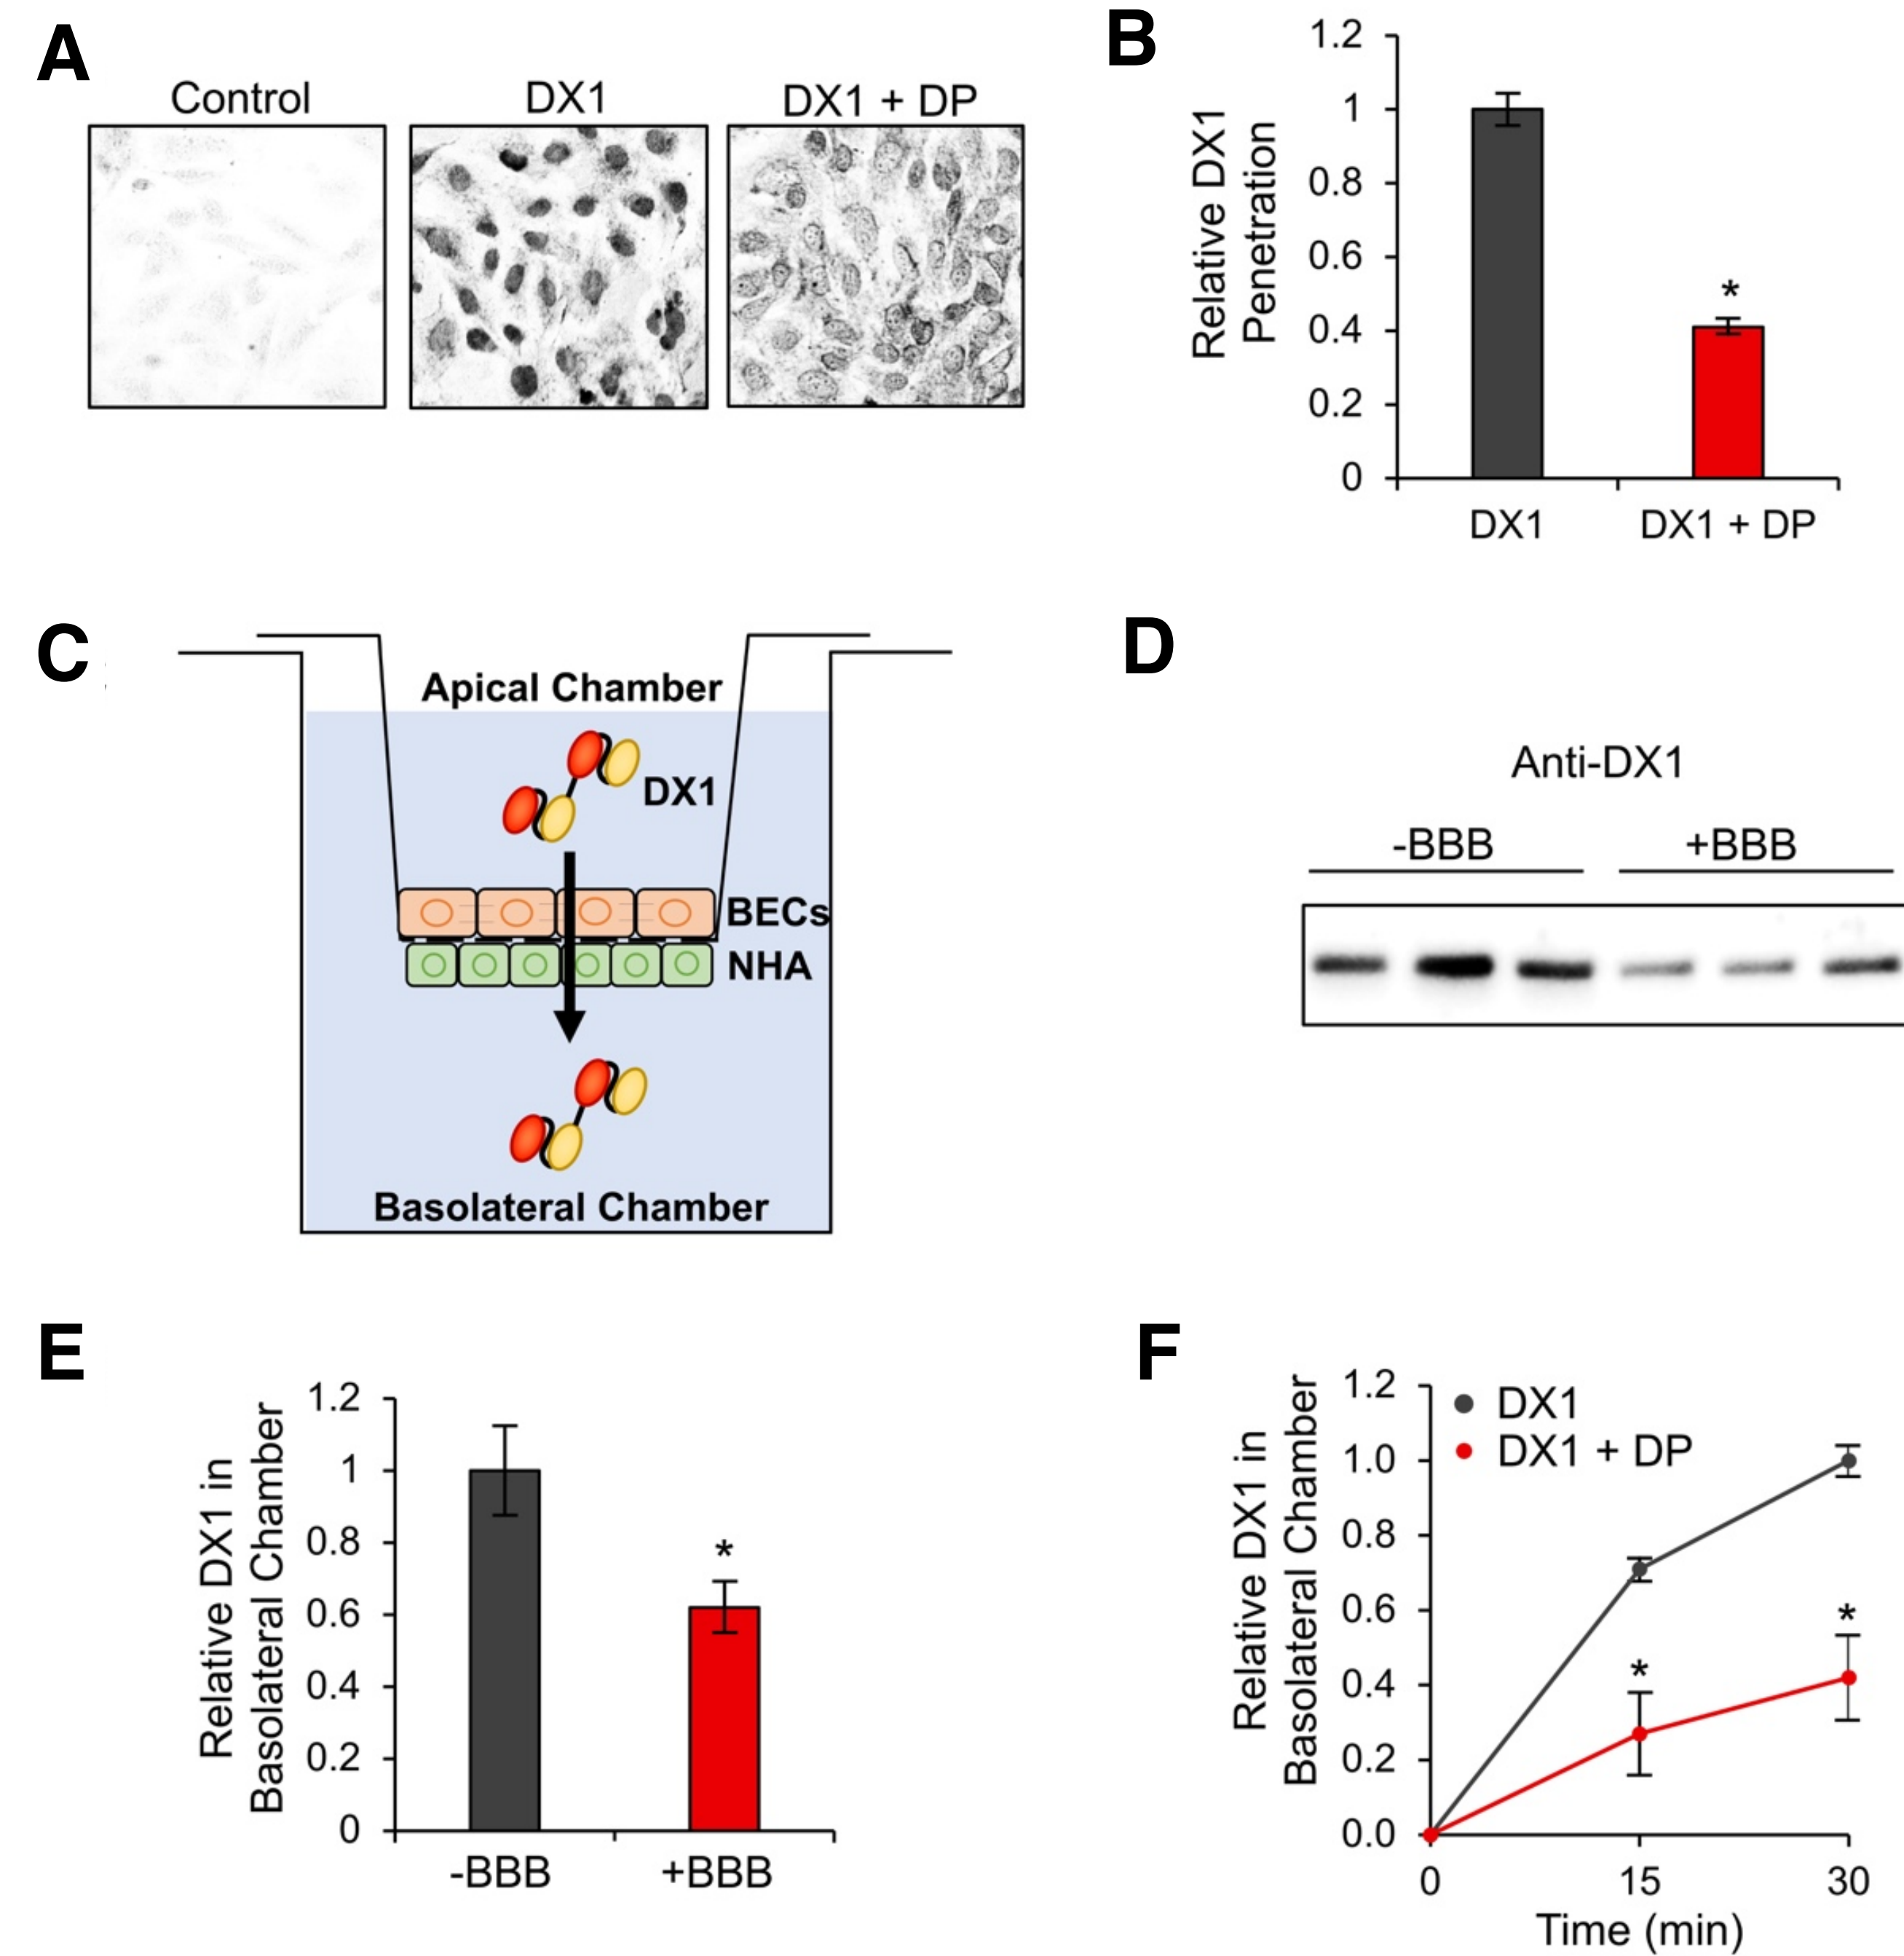 A
Control
DX1
DX1 + DP
B
Relative DX1
Penetration
1.2
1
0.8
0.6
0.4
0.2
0
*
DX1
DX1 + DP
C
Apical Chamber
DX1
BECs
NHA
Basolateral Chamber
D
Anti-DX1
-BBB
+BBB
E
Relative DX1 in
Basolateral Chamber
1.2
1
0.8
0.6
0.4
0.2
0
*
-BBB
+BBB
F
Relative DX1 in
Basolateral Chamber
1.2
1.0
0.8
0.6
0.4
0.2
0.0
DX1
DX1 + DP
*
*
0
15
30
Time (min)